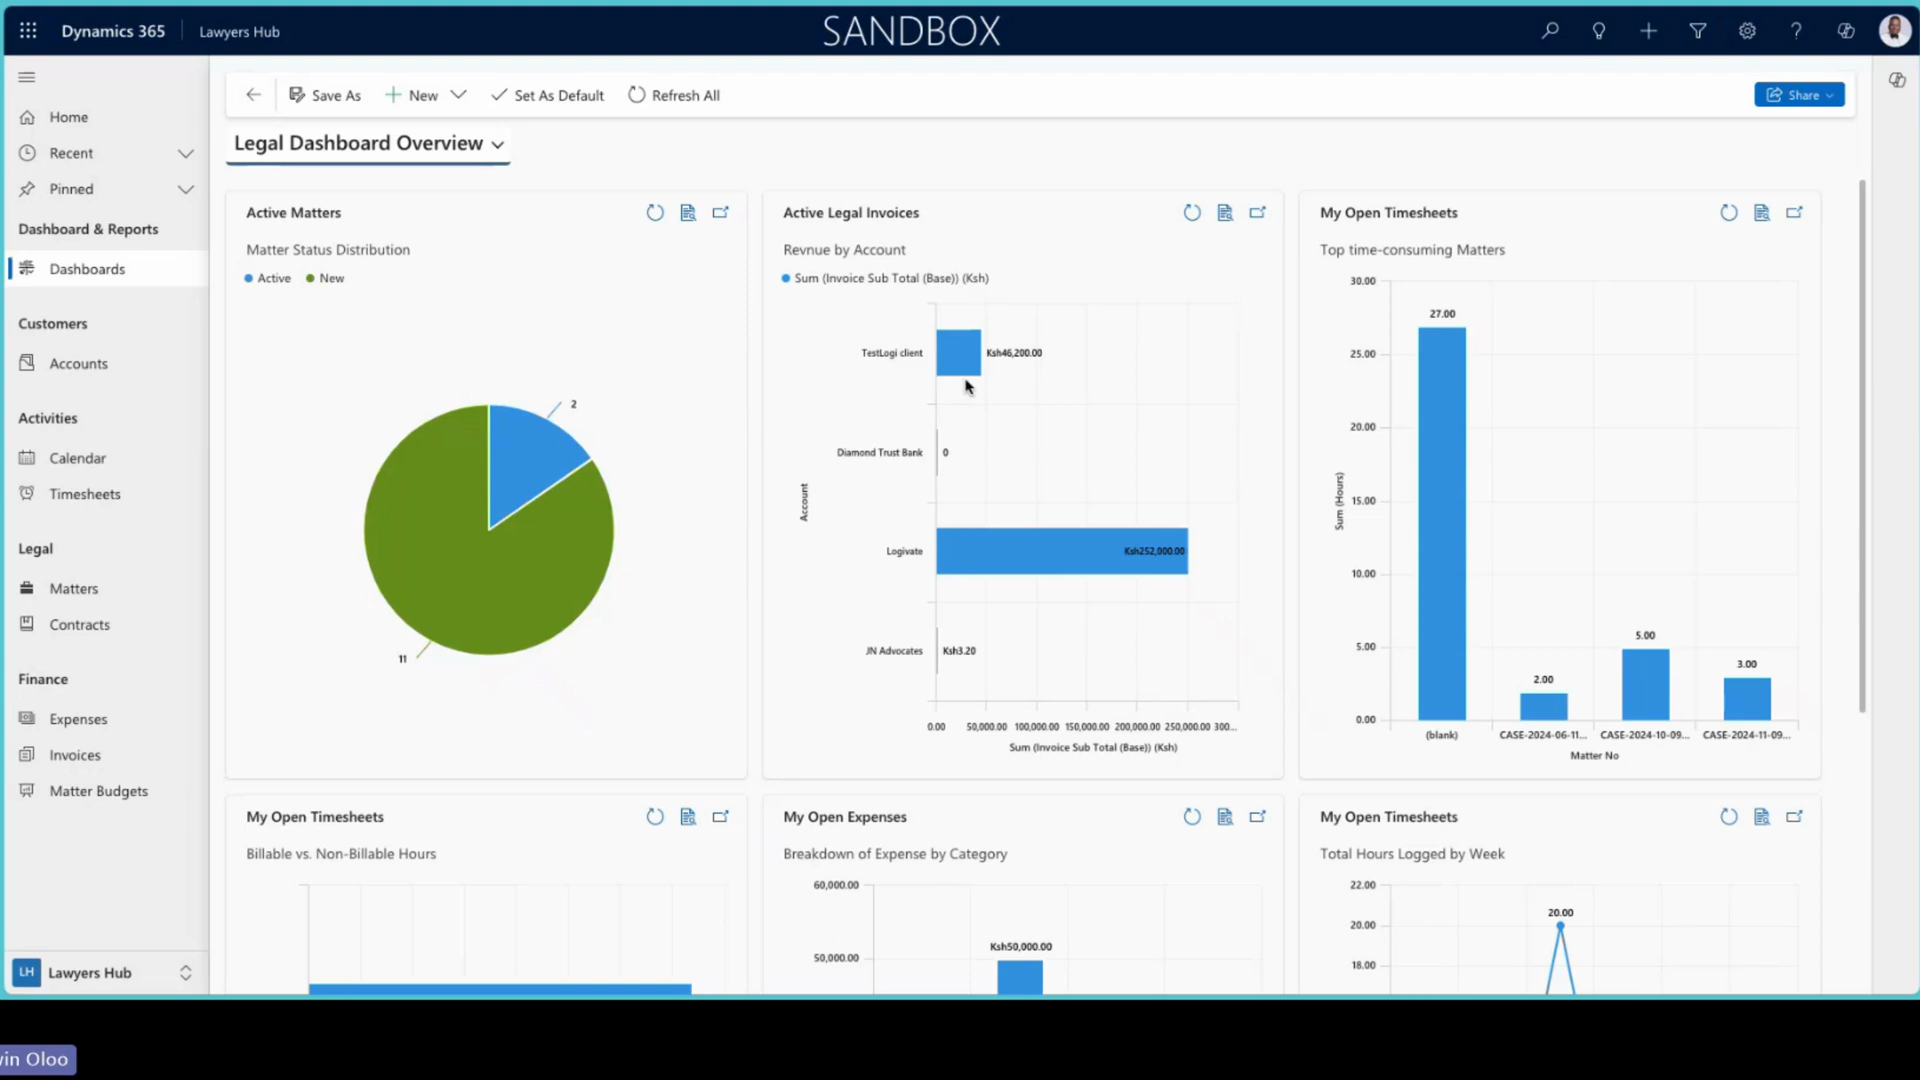 Dynamics 365
Lawyers Hub
SANDBOX
Home
Recent
Pinned
Dashboard & Reports
Dashboards
Customers
Accounts
Activities
Calendar
Timesheets
Legal
Matters
Contracts
Finance
Expenses
Invoices
Matter Budgets
LH Lawyers Hub
Save As
New
Set As Default
Refresh All
Share
Legal Dashboard Overview
Active Matters
Matter Status Distribution
Active New
2
11
Active Legal Invoices
Revnue by Account
Sum (Invoice Sub Total (Base)) (Ksh)
Account
TestLogi client
Ksh46,200.00
Diamond Trust Bank
0
Logivate
Ksh252,000.00
JN Advocates
Ksh3.20
0.00 50,000.00 100,000.00 150,000.00 200,000.00 250,000.00 300...
Sum (Invoice Sub Total (Base)) (Ksh)
My Open Timesheets
Top time-consuming Matters
30.00
25.00
20.00
15.00
10.00
5.00
0.00
Sum (Hours)
27.00
2.00
5.00
3.00
(blank) CASE-2024-06-11... CASE-2024-10-09... CASE-2024-11-09...
Matter No
My Open Timesheets
Billable vs. Non-Billable Hours
My Open Expenses
Breakdown of Expense by Category
60,000.00
50,000.00
Ksh50,000.00
My Open Timesheets
Total Hours Logged by Week
22.00
20.00
18.00
20.00
vin Oloo